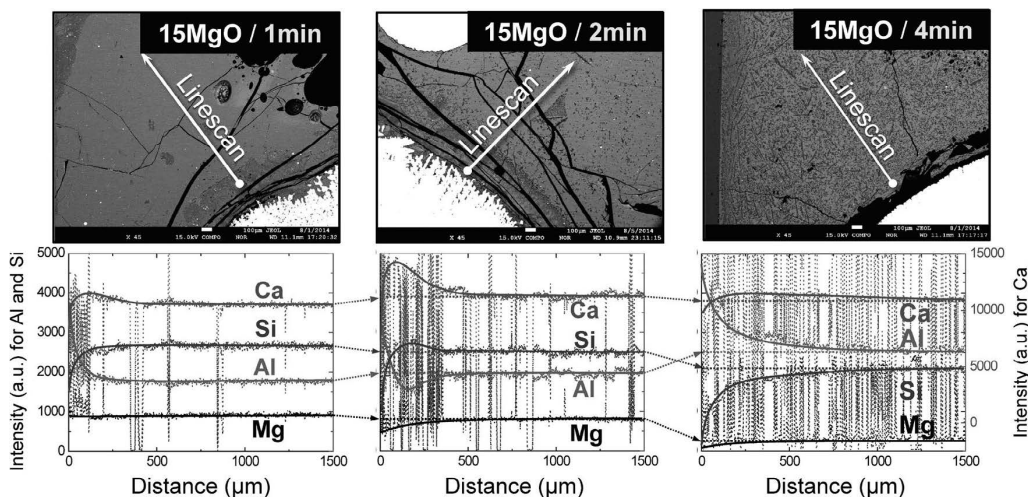 15MgO / 1min
Linescan
X 45 15.0kV COMPO NOR 100µm JEOL 8/1/2014
WD 11.1mm 17:20:32
15MgO / 2min
Linescan
X 45 15.0kV COMPO NOR 100µm JEOL 8/5/2014
WD 10.9mm 23:11:15
15MgO / 4min
Linescan
X 45 15.0kV COMPO NOR 100µm JEOL 8/1/2014
WD 11.1mm 17:17:17
Intensity (a.u.) for Al and Si
5000
4000
3000
2000
1000
0
Ca
Si
Al
Mg
0 500 1000 1500
Distance (µm)
Ca
Si
Al
Mg
0 500 1000 1500
Distance (µm)
Ca
Al
Si
Mg
0 500 1000 1500
Distance (µm)
15000
10000
5000
0
Intensity (a.u.) for Ca